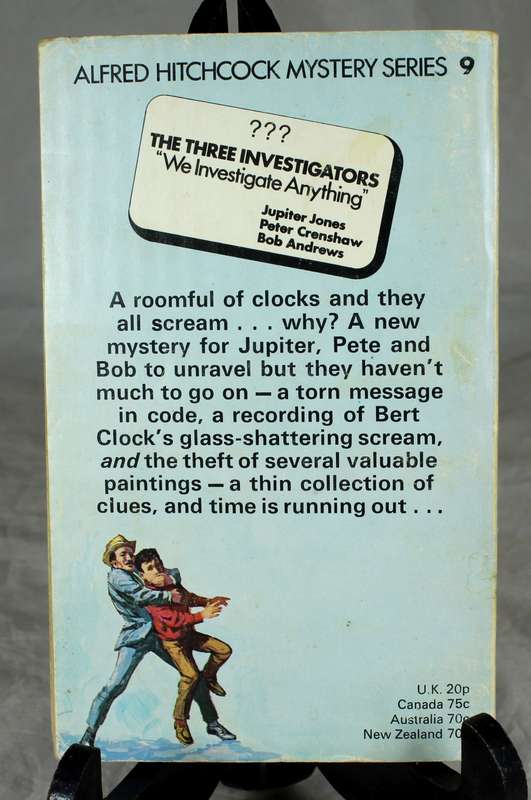 ALFRED HITCHCOCK MYSTERY SERIES 9
???
THE THREE INVESTIGATORS
"We Investigate Anything"
Jupiter Jones
Peter Crenshaw
Bob Andrews
A roomful of clocks and they
all scream . . . why? A new
mystery for Jupiter, Pete and
Bob to unravel but they haven't
much to go on — a torn message
in code, a recording of Bert
Clock's glass-shattering scream,
and the theft of several valuable
paintings — a thin collection of
clues, and time is running out . . .
U.K. 20p
Canada 75c
Australia 70c
New Zealand 70